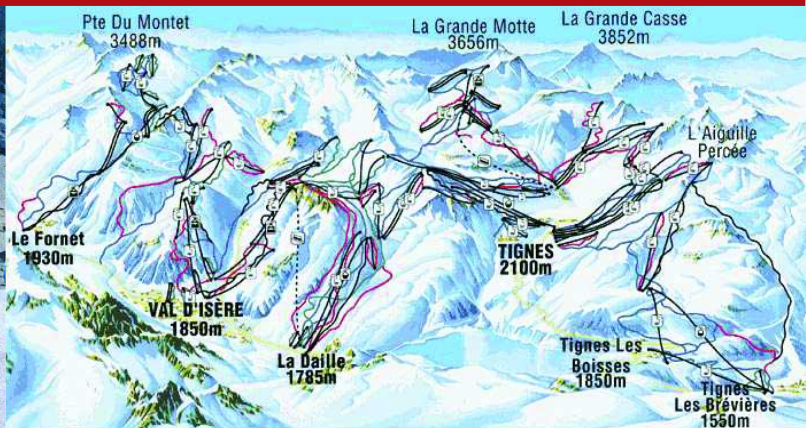 Pte Du Montet
3488m
La Grande Motte
3656m
La Grande Casse
3852m
L'Aiguille
Percée
Le Fornet
1930m
VAL D'ISÈRE
1850m
La Daille
1785m
TIGNES
2100m
Tignes Les
Boisses
1850m
Tignes
Les Brévières
1550m